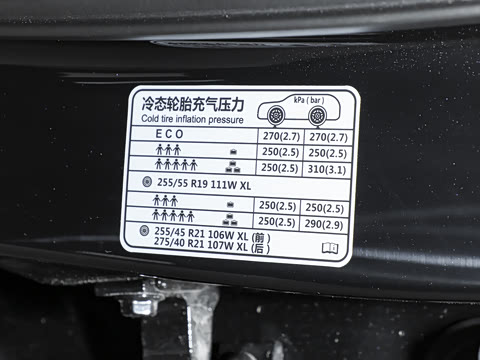 冷态轮胎充气压力 kPa ( bar )
Cold tire inflation pressure
ECO 270(2.7) 270(2.7)
250(2.5) 250(2.5)
250(2.5) 310(3.1)
255/55 R19 111W XL
250(2.5) 250(2.5)
250(2.5) 290(2.9)
255/45 R21 106W XL (前)
275/40 R21 107W XL (后)